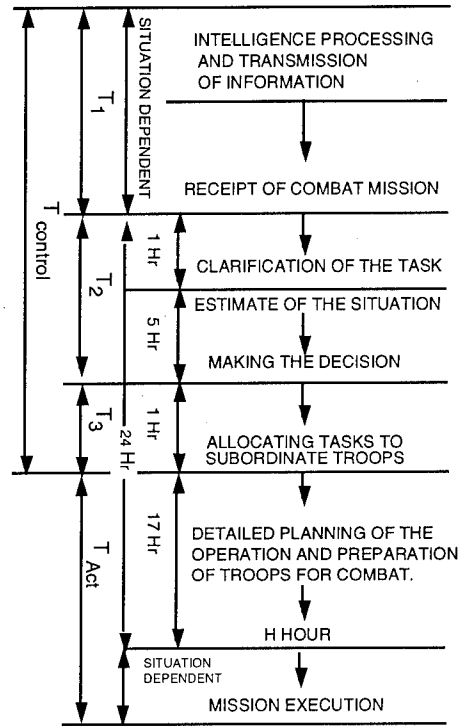 INTELLIGENCE PROCESSING
AND TRANSMISSION
OF INFORMATION
SITUATION DEPENDENT
T1
RECEIPT OF COMBAT MISSION
T control
1 Hr
CLARIFICATION OF THE TASK
T2
ESTIMATE OF THE SITUATION
5 Hr
MAKING THE DECISION
T3
1 Hr
24 Hr
ALLOCATING TASKS TO
SUBORDINATE TROOPS
17 Hr
DETAILED PLANNING OF THE
OPERATION AND PREPARATION
OF TROOPS FOR COMBAT.
T Act
H HOUR
SITUATION
DEPENDENT
MISSION EXECUTION